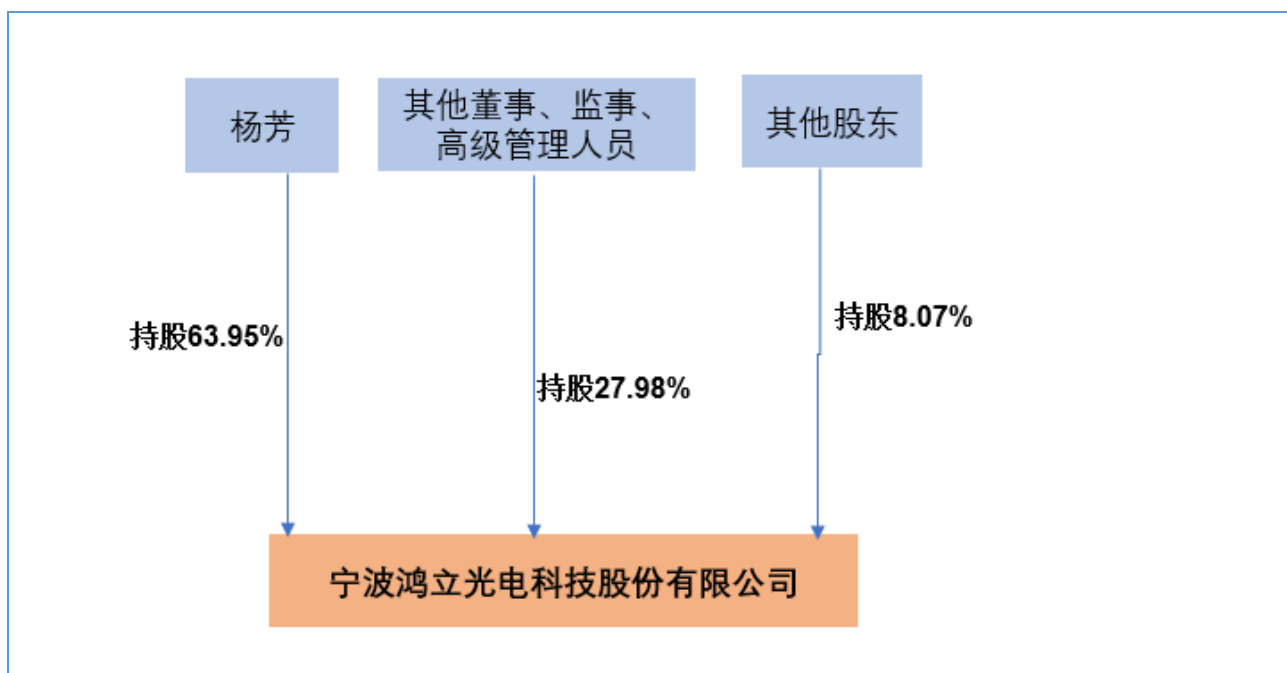 杨芳
其他董事、监事、
高级管理人员
其他股东
持股63.95%
持股27.98%
持股8.07%
宁波鸿立光电科技股份有限公司